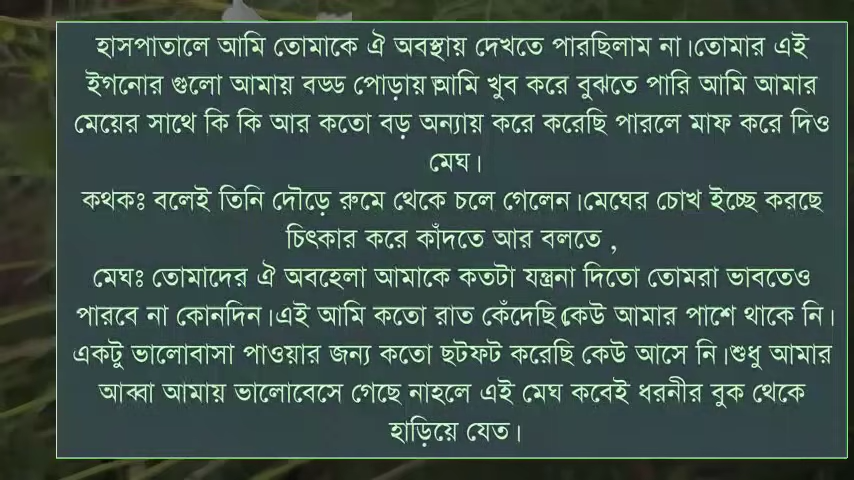 হাসপাতালে আমি তোমাকে ঐ অবস্থায় দেখতে পারছিলাম না।তোমার এই
ইগনোর গুলো আমায় বড্ড পোড়ায়।আমি খুব করে বুঝতে পারি আমি আমার
মেয়ের সাথে কি কি আর কতো বড় অন্যায় করে করেছি পারলে মাফ করে দিও
মেঘ।
কথকঃ বলেই তিনি দৌড়ে রুমে থেকে চলে গেলেন।মেঘের চোখ ইচ্ছে করছে
চিৎকার করে কাঁদতে আর বলতে ,
মেঘঃ তোমাদের ঐ অবহেলা আমাকে কতটা যন্ত্রনা দিতো তোমরা ভাবতেও
পারবে না কোনদিন।এই আমি কতো রাত কেঁদেছি,কেউ আমার পাশে থাকে নি।
একটু ভালোবাসা পাওয়ার জন্য কতো ছটফট করেছি কেউ আসে নি।শুধু আমার
আব্বা আমায় ভালোবেসে গেছে নাহলে এই মেঘ কবেই ধরনীর বুক থেকে
হাড়িয়ে যেত।